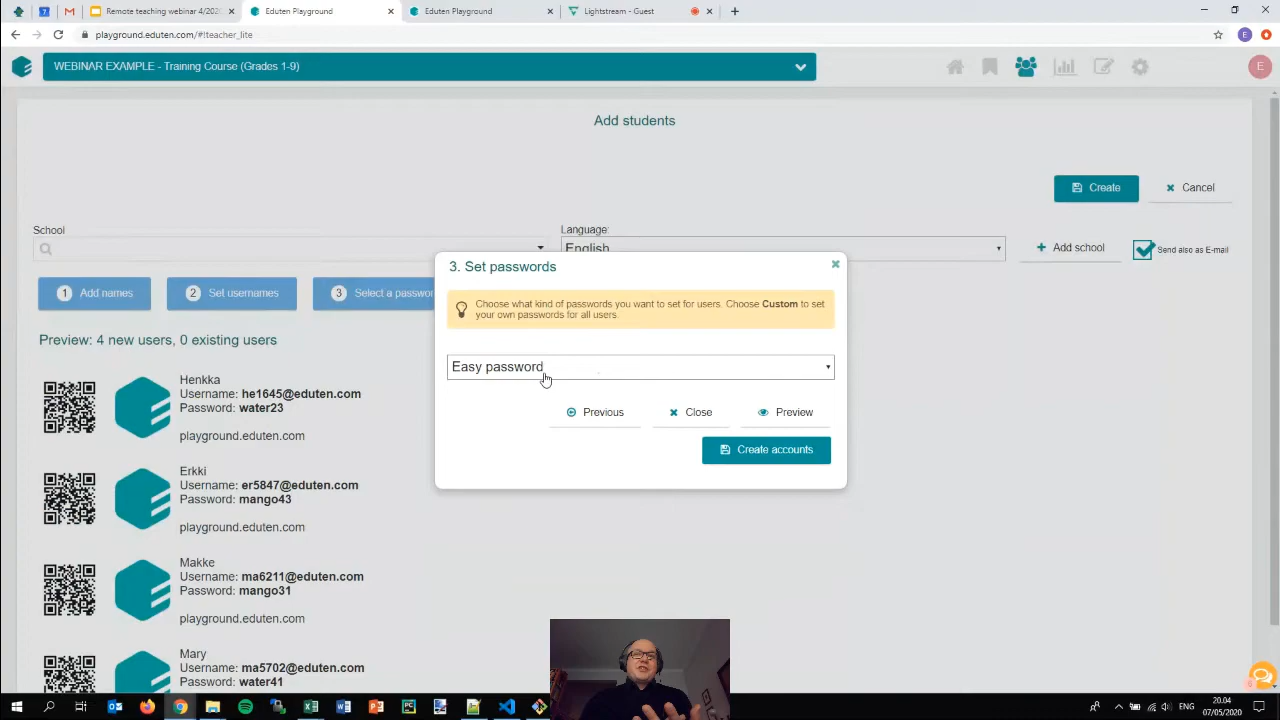 Remote teaching webinar 4/2020
Eduten Playground
Eduten Playground
Lightstream - Guest
playground.eduten.com/#!teacher_lite
E
WEBINAR EXAMPLE - Training Course (Grades 1-9)
E
Add students
Create
Cancel
School
Language:
English
Add school
Send also as E-mail
1 Add names
2 Set usernames
3 Select a passwor
3. Set passwords
Choose what kind of passwords you want to set for users. Choose Custom to set
your own passwords for all users.
Easy password
Previous
Close
Preview
Create accounts
Preview: 4 new users, 0 existing users
Henkka
Username: he1645@eduten.com
Password: water23
playground.eduten.com
Erkki
Username: er5847@eduten.com
Password: mango43
playground.eduten.com
Makke
Username: ma6211@eduten.com
Password: mango31
playground.eduten.com
Mary
Username: ma5702@eduten.com
Password: water41
ENG
20.04
07/05/2020